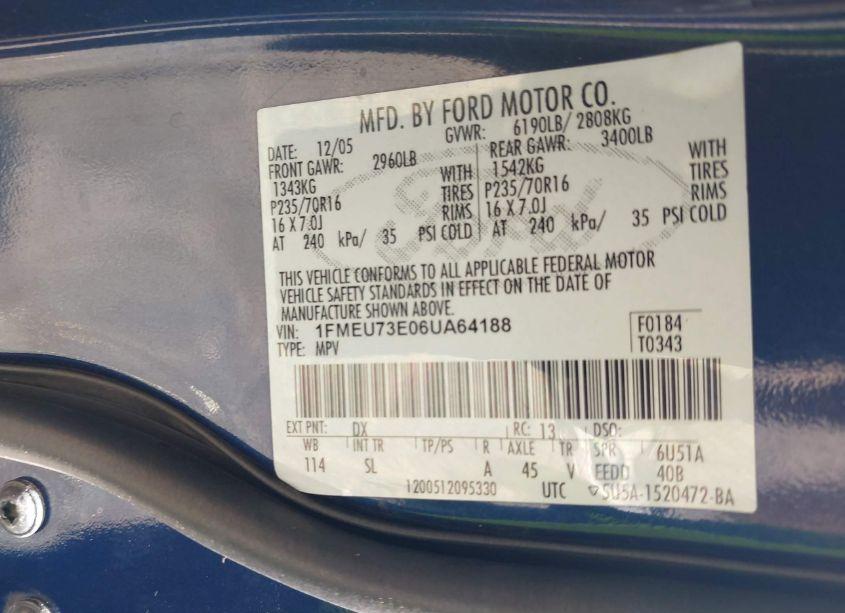 MFD. BY FORD MOTOR CO.
DATE: 12/05 GVWR: 6190LB/ 2808KG
FRONT GAWR: 2960LB REAR GAWR: 3400LB
1343KG WITH 1542KG WITH
P235/70R16 TIRES P235/70R16 TIRES
16 X 7.0J RIMS 16 X 7.0J RIMS
AT 240 kPa/ 35 PSI COLD AT 240 kPa/ 35 PSI COLD
THIS VEHICLE CONFORMS TO ALL APPLICABLE FEDERAL MOTOR
VEHICLE SAFETY STANDARDS IN EFFECT ON THE DATE OF
MANUFACTURE SHOWN ABOVE.
VIN: 1FMEU73E06UA64188 F0184
TYPE: MPV T0343
EXT PNT: DX RC: 13 DSO:
WB INT TR TP/PS R AXLE TR SPR 6U51A
114 SL A 45 V EEDD 40B
1200512095330 UTC ▽5U5A-1520472-BA